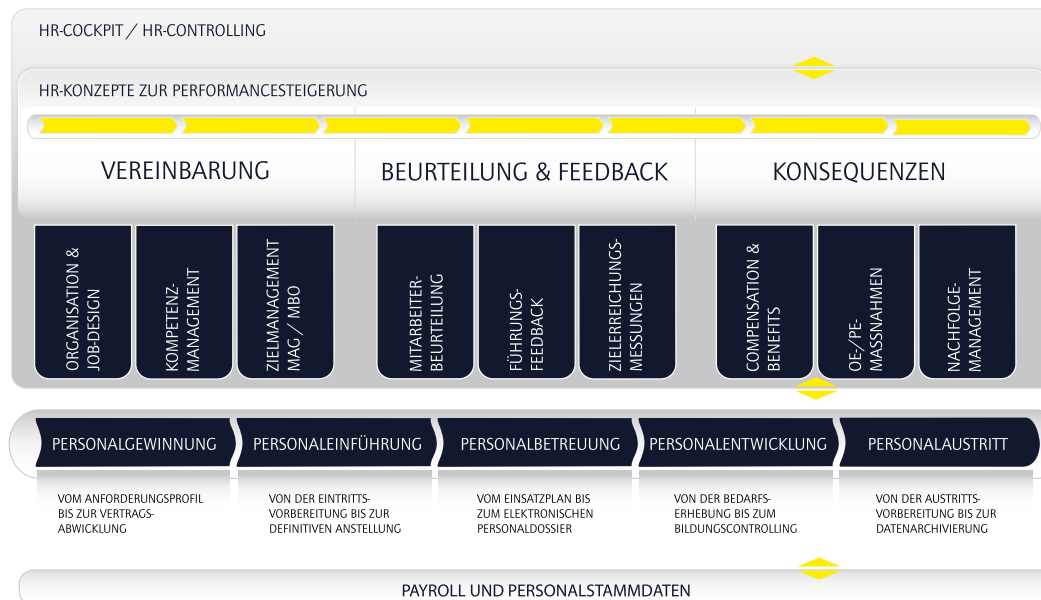 HR-COCKPIT / HR-CONTROLLING
HR-KONZEPTE ZUR PERFORMANCESTEIGERUNG
VEREINBARUNG
BEURTEILUNG & FEEDBACK
KONSEQUENZEN
ORGANISATION &
JOB-DESIGN
KOMPETENZ-
MANAGEMENT
ZIELMANAGEMENT
MAG / MBO
MITARBEITER-
BEURTEILUNG
FÜHRUNGS-
FEEDBACK
ZIELERREICHUNGS-
MESSUNGEN
COMPENSATION &
BENEFITS
OE-/PE-
MASSNAHMEN
NACHFOLGE-
MANAGEMENT
PERSONALGEWINNUNG
PERSONALEINFÜHRUNG
PERSONALBETREUUNG
PERSONALENTWICKLUNG
PERSONALAUSTRITT
VOM ANFORDERUNGSPROFIL
BIS ZUR VERTRAGS-
ABWICKLUNG
VON DER EINTRITTS-
VORBEREITUNG BIS ZUR
DEFINITIVEN ANSTELLUNG
VOM EINSATZPLAN BIS
ZUM ELEKTRONISCHEN
PERSONALDOSSIER
VON DER BEDARFS-
ERHEBUNG BIS ZUM
BILDUNGSCONTROLLING
VON DER AUSTRITTS-
VORBEREITUNG BIS ZUR
DATENARCHIVIERUNG
PAYROLL UND PERSONALSTAMMDATEN